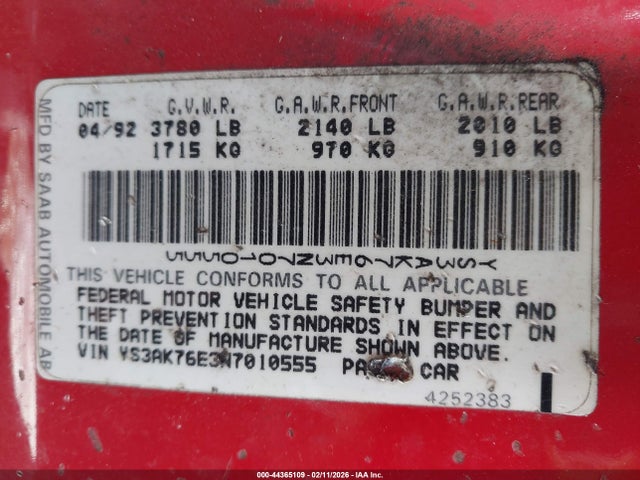 DATE G.V.W.R. G.A.W.R.FRONT G.A.W.R.REAR
04/92 3780 LB 2140 LB 2010 LB
1715 KG 970 KG 910 KG
MFD BY SAAB AUTOMOBILE AB
YS3AK76E3N7010555
THIS VEHICLE CONFORMS TO ALL APPLICABLE
FEDERAL MOTOR VEHICLE SAFETY BUMPER AND
THEFT PREVENTION STANDARDS IN EFFECT ON
THE DATE OF MANUFACTURE SHOWN ABOVE.
VIN YS3AK76E3N7010555 CAR
4252383
000-44365109 - 02/11/2026 - IAA Inc.